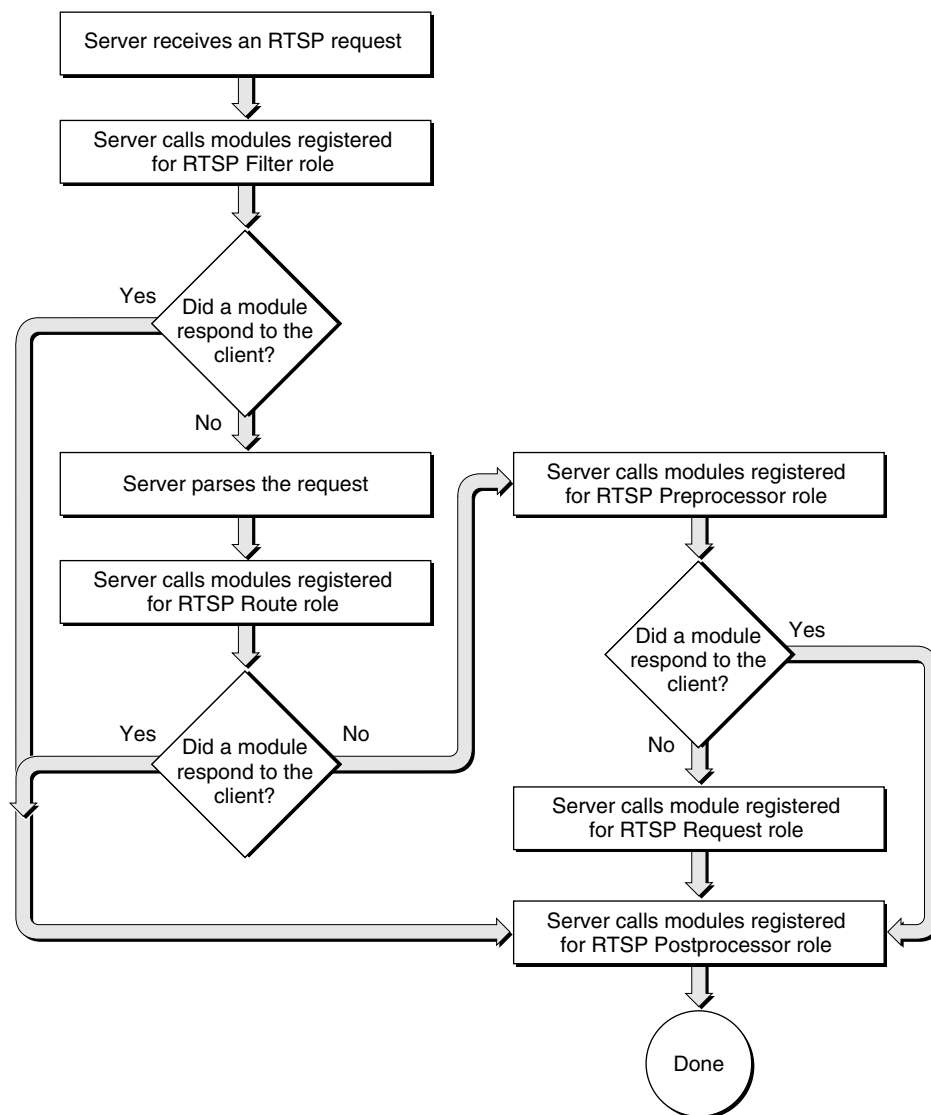 Server receives an RTSP request
Server calls modules registered
for RTSP Filter role
Yes
Did a module
respond to the
client?
No
Server parses the request
Server calls modules registered
for RTSP Route role
Yes
Did a module
respond to the
client?
No
Server calls modules registered
for RTSP Preprocessor role
Did a module
respond to the
client?
Yes
No
Server calls module registered
for RTSP Request role
Server calls modules registered
for RTSP Postprocessor role
Done